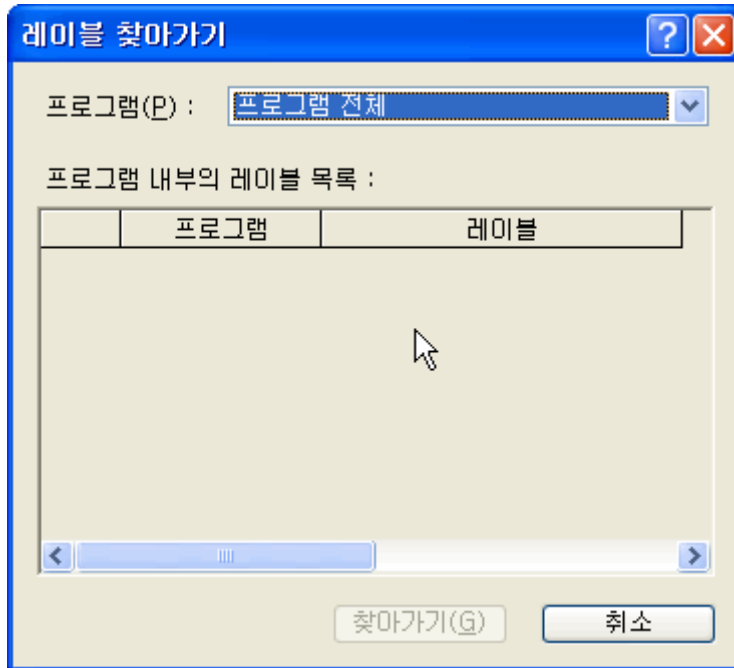 레이블 찾아가기
프로그램(P) : 프로그램 전체
프로그램 내부의 레이블 목록 :
프로그램 레이블
찾아가기(G) 취소